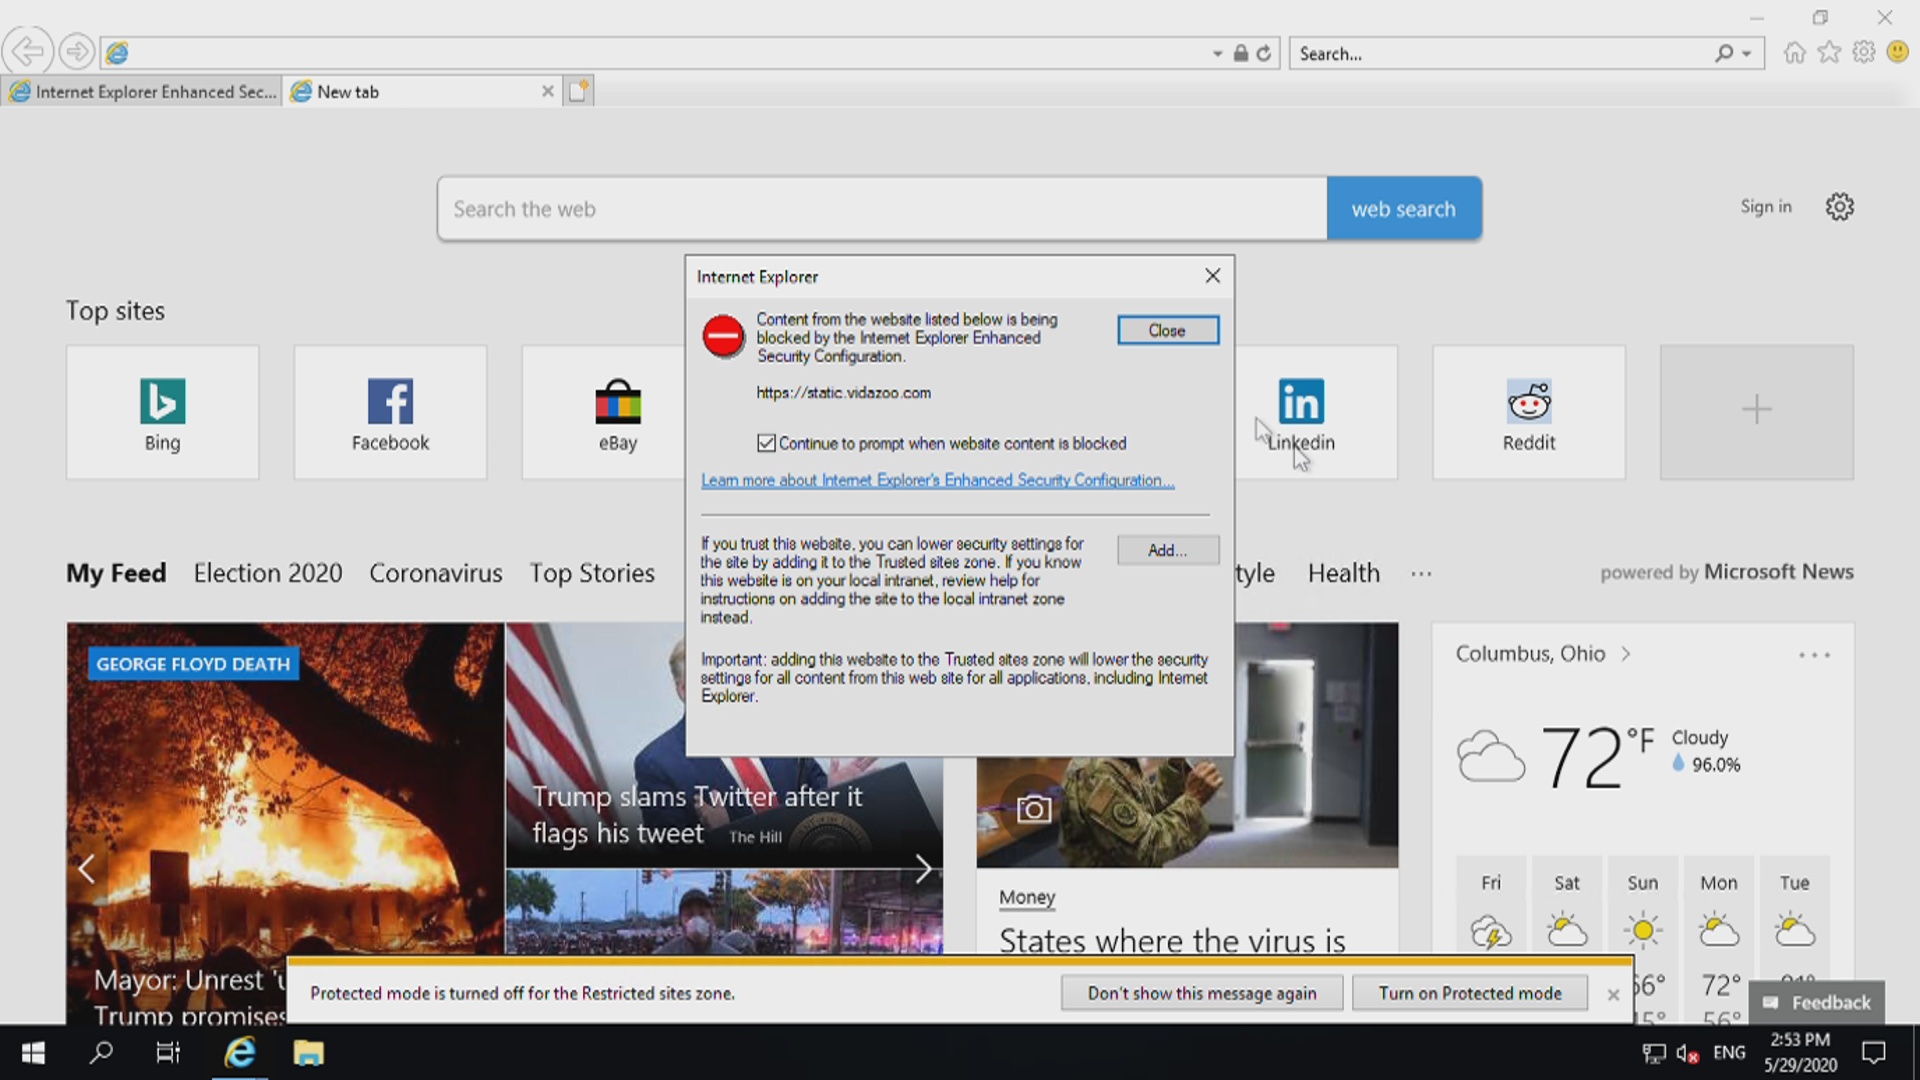 Search...
Internet Explorer Enhanced Sec...
New tab
Search the web
web search
Sign in
Top sites
Bing
Facebook
eBay
Linkedin
Reddit
Internet Explorer
Content from the website listed below is being
blocked by the Internet Explorer Enhanced
Security Configuration.
Close
https://static.vidazoo.com
Continue to prompt when website content is blocked
Learn more about Internet Explorer's Enhanced Security Configuration...
If you trust this website, you can lower security settings for
the site by adding it to the Trusted sites zone. If you know
this website is on your local intranet, review help for
instructions on adding the site to the local intranet zone
instead.
Add...
Important: adding this website to the Trusted sites zone will lower the security
settings for all content from this web site for all applications, including Internet
Explorer.
My Feed
Election 2020
Coronavirus
Top Stories
tyle
Health
...
powered by Microsoft News
GEORGE FLOYD DEATH
Mayor: Unrest 'u
Trump promises
Trump slams Twitter after it
flags his tweet The Hill
Money
States where the virus is
Columbus, Ohio
72°F
Cloudy
96.0%
Fri
Sat
Sun
Mon
Tue
66°
72°
56°
Protected mode is turned off for the Restricted sites zone.
Don't show this message again
Turn on Protected mode
Feedback
ENG
2:53 PM
5/29/2020